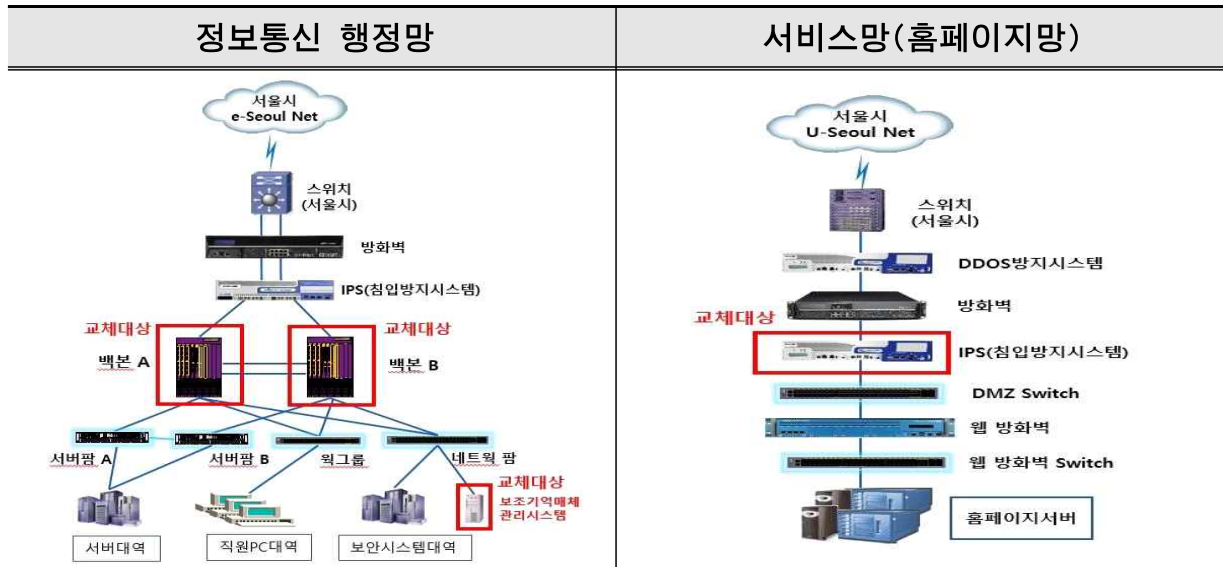 정보통신 행정망
서비스망(홈페이지망)
서울시
e-Seoul Net
스위치
(서울시)
방화벽
IPS(침입방지시스템)
교체대상
교체대상
백본 A
백본 B
서버팜 A
서버팜 B
웍그룹
네트웍 팜
교체대상
보조기억매체
관리시스템
서버대역
직원PC대역
보안시스템대역
서울시
U-Seoul Net
스위치
(서울시)
DDOS방지시스템
방화벽
교체대상
IPS(침입방지시스템)
DMZ Switch
웹 방화벽
웹 방화벽 Switch
홈페이지서버